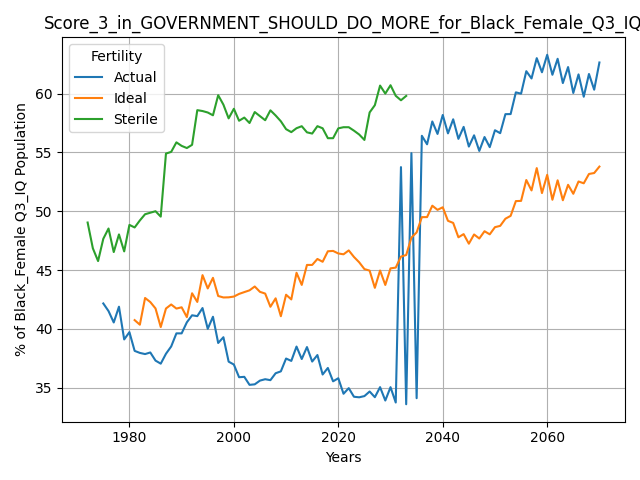 Score_3_in_GOVERNMENT_SHOULD_DO_MORE_for_Black_Female_Q3_IQ
Fertility
Actual
Ideal
Sterile
% of Black_Female Q3_IQ Population
60
55
50
45
40
35
1980
2000
2020
2040
2060
Years